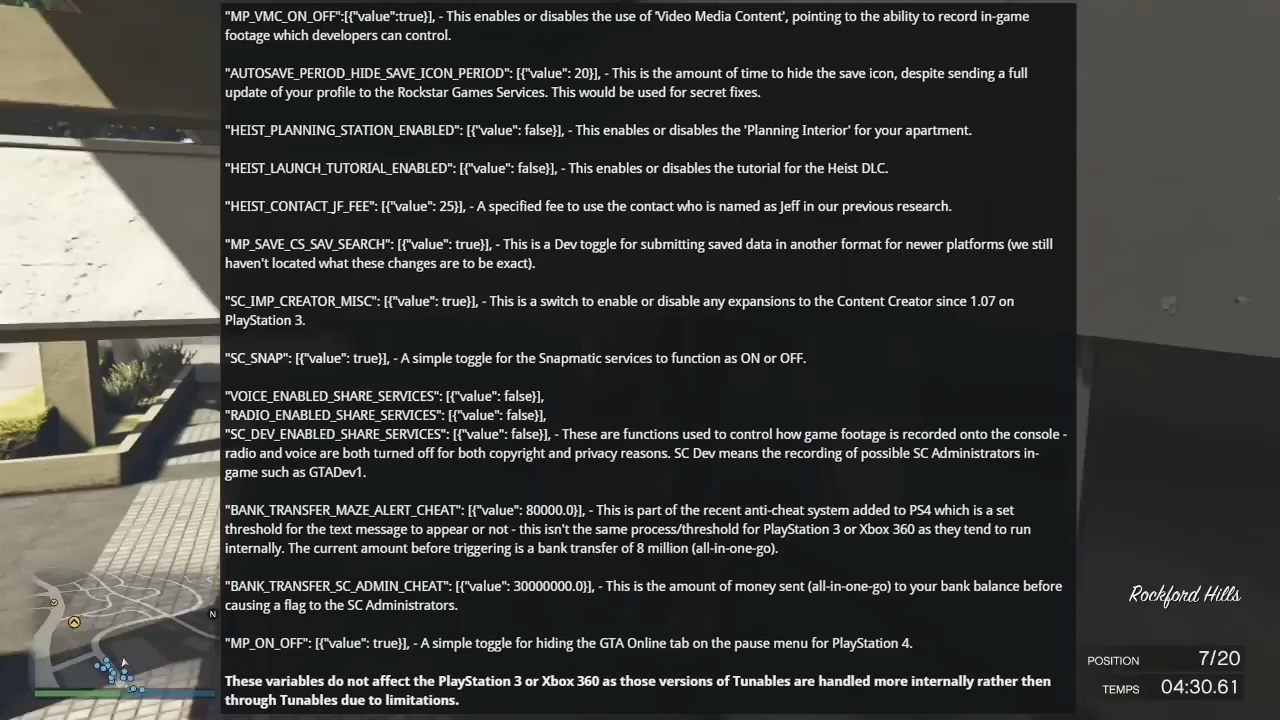 "MP_VMC_ON_OFF":[{"value":true}], - This enables or disables the use of 'Video Media Content', pointing to the ability to record in-game
footage which developers can control.
"AUTOSAVE_PERIOD_HIDE_SAVE_ICON_PERIOD": [{"value": 20}], - This is the amount of time to hide the save icon, despite sending a full
update of your profile to the Rockstar Games Services. This would be used for secret fixes.
"HEIST_PLANNING_STATION_ENABLED": [{"value": false}], - This enables or disables the 'Planning Interior' for your apartment.
"HEIST_LAUNCH_TUTORIAL_ENABLED": [{"value": false}], - This enables or disables the tutorial for the Heist DLC.
"HEIST_CONTACT_JF_FEE": [{"value": 25}], - A specified fee to use the contact who is named as Jeff in our previous research.
"MP_SAVE_CS_SAV_SEARCH": [{"value": true}], - This is a Dev toggle for submitting saved data in another format for newer platforms (we still
haven't located what these changes are to be exact).
"SC_IMP_CREATOR_MISC": [{"value": true}], - This is a switch to enable or disable any expansions to the Content Creator since 1.07 on
PlayStation 3.
"SC_SNAP": [{"value": true}], - A simple toggle for the Snapmatic services to function as ON or OFF.
"VOICE_ENABLED_SHARE_SERVICES": [{"value": false}],
"RADIO_ENABLED_SHARE_SERVICES": [{"value": false}],
"SC_DEV_ENABLED_SHARE_SERVICES": [{"value": false}], - These are functions used to control how game footage is recorded onto the console -
radio and voice are both turned off for both copyright and privacy reasons. SC Dev means the recording of possible SC Administrators in-
game such as GTADev1.
"BANK_TRANSFER_MAZE_ALERT_CHEAT": [{"value": 80000.0}], - This is part of the recent anti-cheat system added to PS4 which is a set
threshold for the text message to appear or not - this isn't the same process/threshold for PlayStation 3 or Xbox 360 as they tend to run
internally. The current amount before triggering is a bank transfer of 8 million (all-in-one-go).
"BANK_TRANSFER_SC_ADMIN_CHEAT": [{"value": 30000000.0}], - This is the amount of money sent (all-in-one-go) to your bank balance before
causing a flag to the SC Administrators.
"MP_ON_OFF": [{"value": true}], - A simple toggle for hiding the GTA Online tab on the pause menu for PlayStation 4.
These variables do not affect the PlayStation 3 or Xbox 360 as those versions of Tunables are handled more internally rather then
through Tunables due to limitations.
N
Rockford Hills
POSITION 7/20
TEMPS 04:30.61